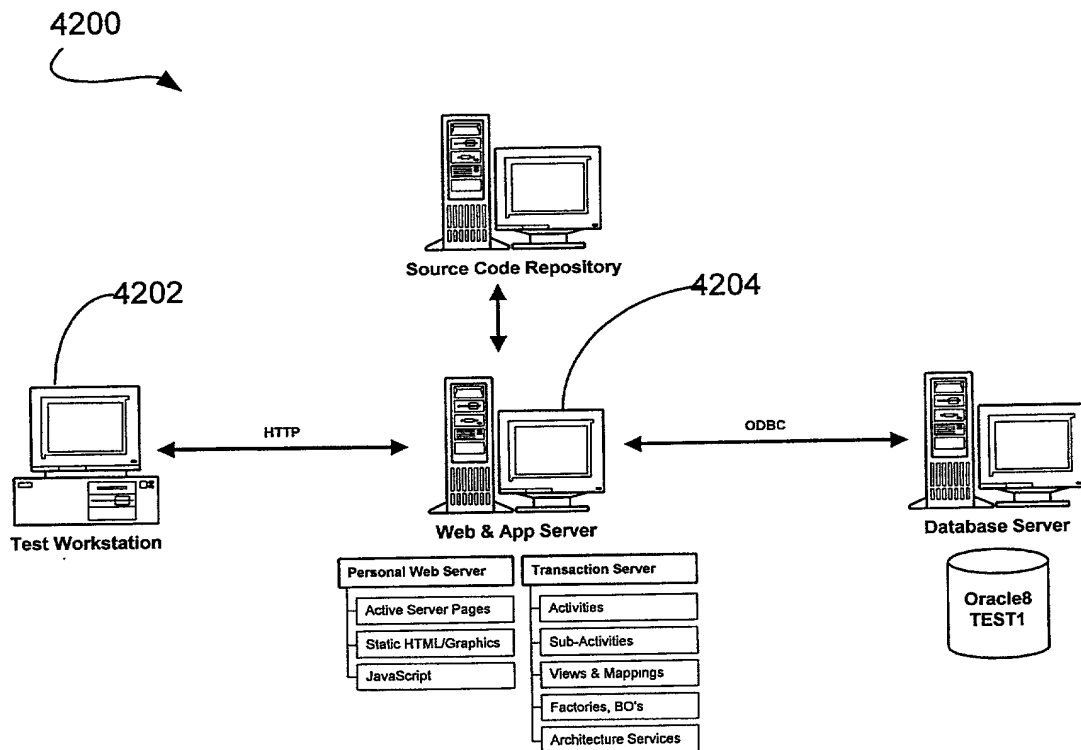 4200
Source Code Repository
4202
4204
HTTP
ODBC
Test Workstation
Web & App Server
Database Server
Personal Web Server
Active Server Pages
Static HTML/Graphics
JavaScript
Transaction Server
Activities
Sub-Activities
Views & Mappings
Factories, BO's
Architecture Services
Oracle8
TEST1